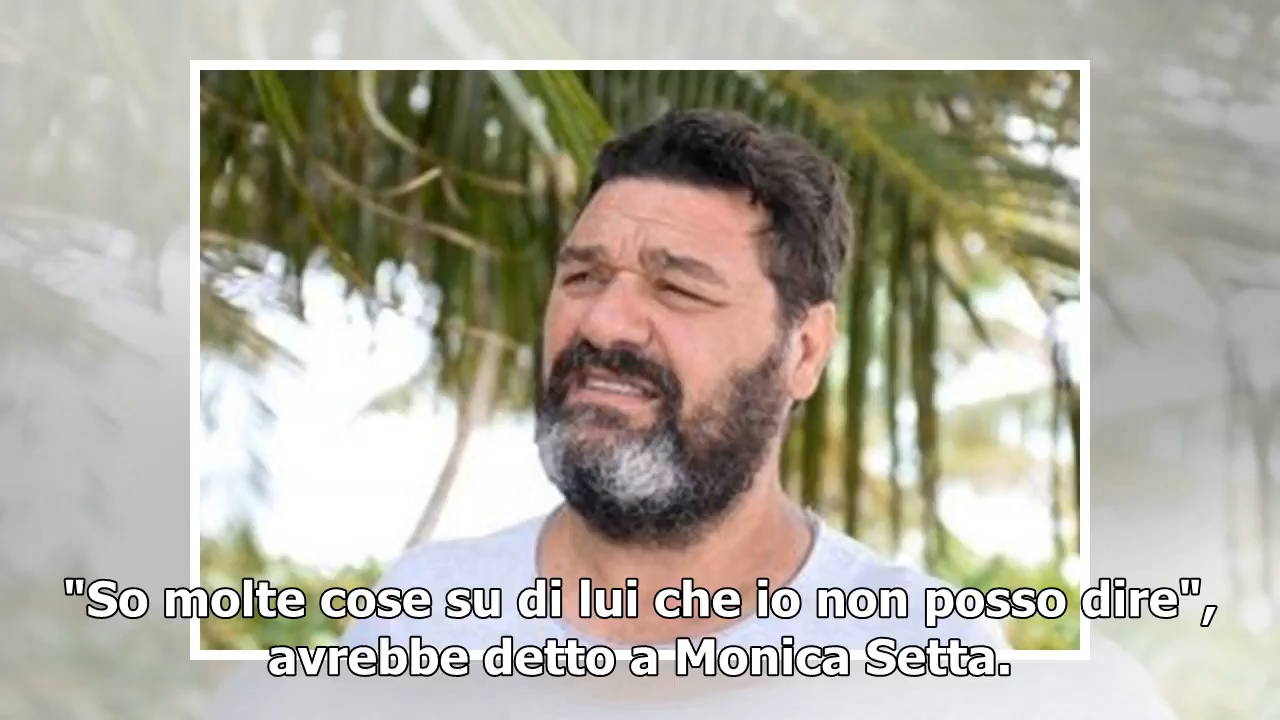 "So molte cose su di lui che io non posso dire",
avrebbe detto a Monica Setta.